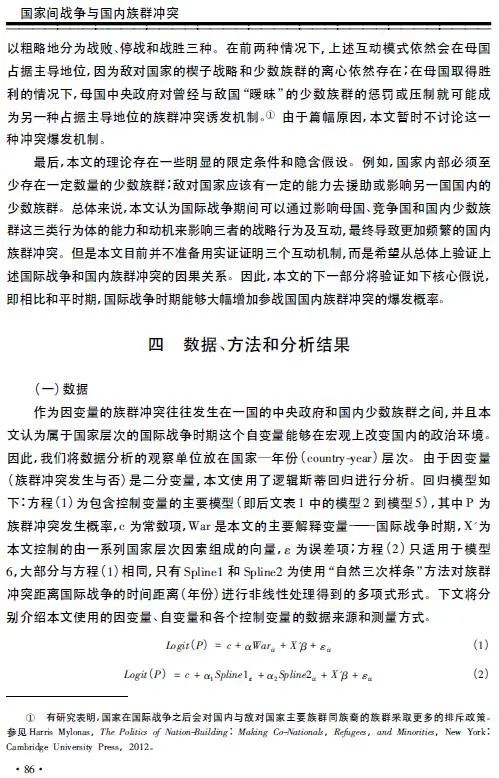 国家间战争与国内族群冲突
以粗略地分为战败、停战和战胜三种。在前两种情况下,上述互动模式依然会在母国
占据主导地位,因为敌对国家的楔子战略和少数族群的离心依然存在;在母国取得胜
利的情况下,母国中央政府对曾经与敌国“暧昧”的少数族群的惩罚或压制就可能成
为另一种占据主导地位的族群冲突诱发机制。① 由于篇幅原因,本文暂时不讨论这一
种冲突爆发机制。
最后,本文的理论存在一些明显的限定条件和隐含假设。例如,国家内部必须至
少存在一定数量的少数族群;敌对国家应该有一定的能力去援助或影响另一国国内的
少数族群。总体来说,本文认为国际战争期间可以通过影响母国、竞争国和国内少数族
群这三类行为体的能力和动机来影响三者的战略行为及互动,最终导致更加频繁的国内
族群冲突。但是本文目前并不准备用实证证明三个互动机制,而是希望从总体上验证上
述国际战争和国内族群冲突的因果关系。因此,本文的下一部分将验证如下核心假说,
即相比和平时期,国际战争时期能够大幅增加参战国国内族群冲突的爆发概率。
四 数据、方法和分析结果
(一)数据
作为因变量的族群冲突往往发生在一国的中央政府和国内少数族群之间,并且本
文认为属于国家层次的国际战争时期这个自变量能够在宏观上改变国内的政治环境。
因此,我们将数据分析的观察单位放在国家—年份(country-year)层次。由于因变量
(族群冲突发生与否)是二分变量,本文使用了逻辑斯蒂回归进行分析。回归模型如
下:方程(1)为包含控制变量的主要模型(即后文表1中的模型2到模型5),其中P为
族群冲突发生概率,c为常数项,War是本文的主要解释变量——国际战争时期,X´为
本文控制的由一系列国家层次因素组成的向量,ε为误差项;方程(2)只适用于模型
6,大部分与方程(1)相同,只有Spline1和Spline2为使用“自然三次样条”方法对族群
冲突距离国际战争的时间距离(年份)进行非线性处理得到的多项式形式。下文将分
别介绍本文使用的因变量、自变量和各个控制变量的数据来源和测量方式。
Logit(P) = c + αWarᵢₜ + X´β + εᵢₜ (1)
Logit(P) = c + α₁Spline1ᵢₜ + α₂Spline2ᵢₜ + X´β + εᵢₜ (2)
① 有研究表明,国家在国际战争之后会对国内与敌对国家主要族群同族裔的族群采取更多的排斥政策。
参见Harris Mylonas, The Politics of Nation-Building: Making Co-Nationals, Refugees, and Minorities, New York:
Cambridge University Press, 2012。
·86·